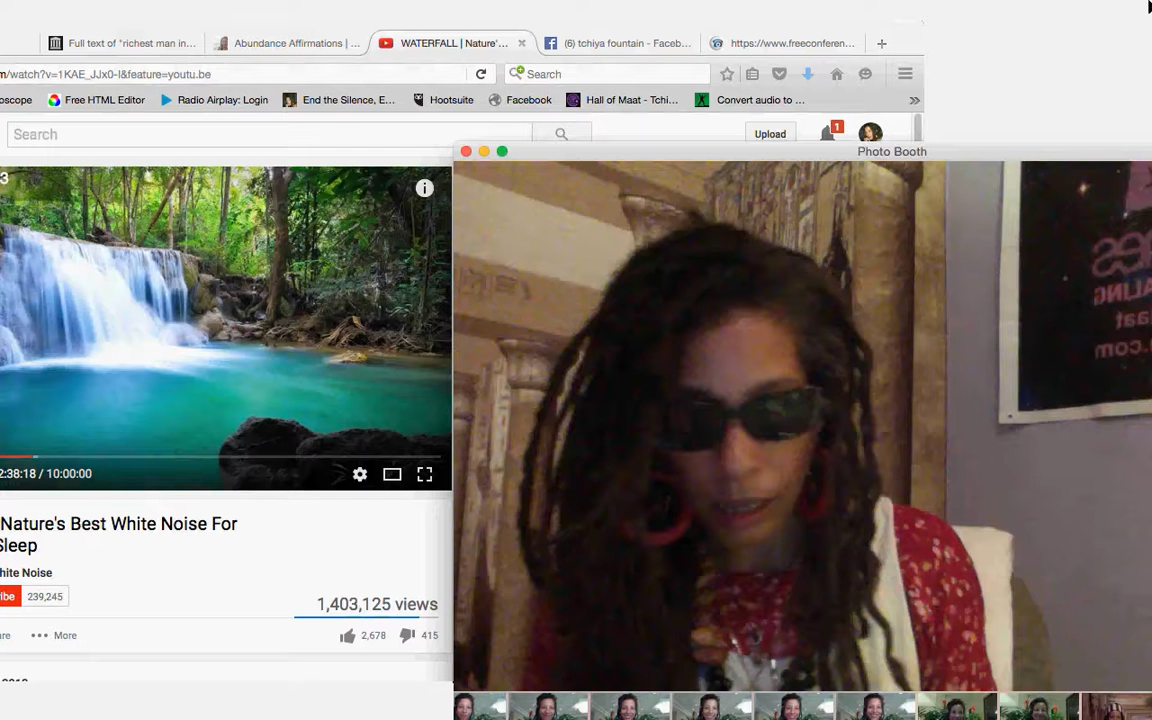 Full text of "richest man in...
Abundance Affirmations | ...
WATERFALL | Nature'...
(6) tchiya fountain - Faceb...
https://www.freeconferen...
m/watch?v=1KAE_JJx0-I&feature=youtu.be
Search
oscope
Free HTML Editor
Radio Airplay: Login
End the Silence, E...
Hootsuite
Facebook
Hall of Maat - Tchi...
Convert audio to ...
Search
Upload
1
Photo Booth
3
2:38:18 / 10:00:00
Nature's Best White Noise For
Sleep
hite Noise
ibe
239,245
1,403,125 views
are
More
2,678
415